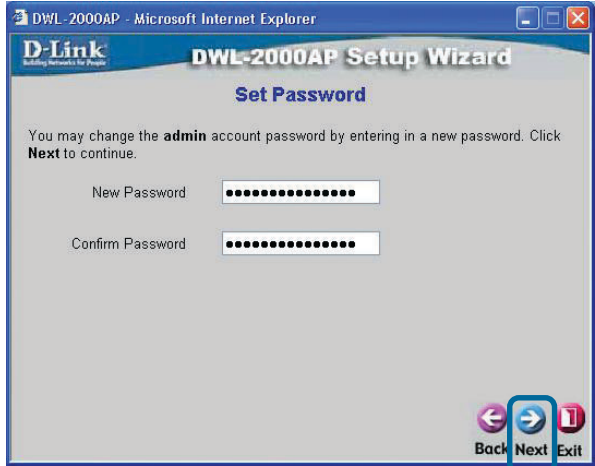 DWL-2000AP - Microsoft Internet Explorer
D-Link
Building Networks for People
DWL-2000AP Setup Wizard
Set Password
You may change the admin account password by entering in a new password. Click
Next to continue.
New Password ●●●●●●●●●●●●●●●
Confirm Password ●●●●●●●●●●●●●●●
Back Next Exit